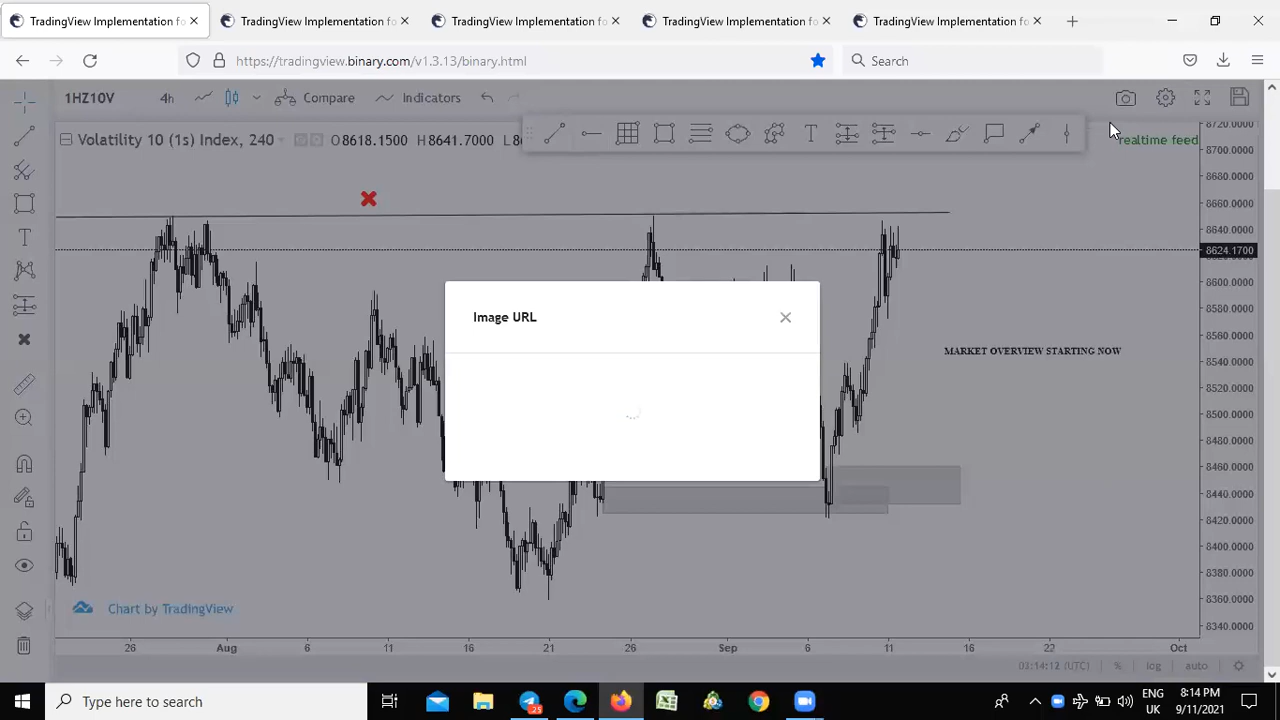 TradingView Implementation fo
TradingView Implementation fo
TradingView Implementation fo
TradingView Implementation fo
TradingView Implementation fo
https://tradingview.binary.com/v1.3.13/binary.html
Search
1HZ10V 4h Compare Indicators
Volatility 10 (1s) Index, 240 O8618.1500 H8641.7000 L8
realtime feed
T
T
8720.0000
8700.0000
8680.0000
8660.0000
8640.0000
8624.1700
8600.0000
8580.0000
8560.0000
8540.0000
8520.0000
8500.0000
8480.0000
8460.0000
8440.0000
8420.0000
8400.0000
8380.0000
8360.0000
8340.0000
Image URL
MARKET OVERVIEW STARTING NOW
Chart by TradingView
26 Aug 6 11 16 21 26 Sep 6 11 16 22 Oct
03:14:12 (UTC) % log auto
Type here to search
25
ENG
UK
8:14 PM
9/11/2021